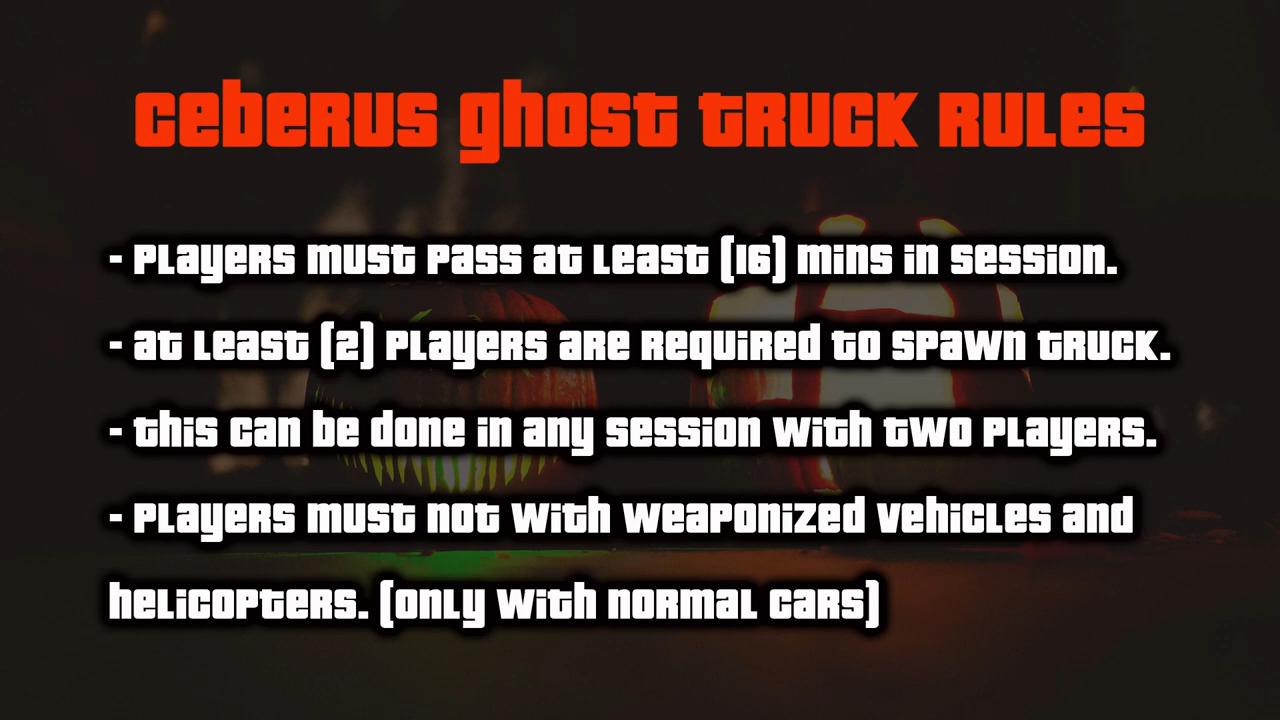 CEBERUS GHOST TRUCK RULES
- PLAYERS MUST PASS AT LEAST (16) MINS IN SESSION.
- AT LEAST (2) PLAYERS ARE REQUIRED TO SPAWN TRUCK.
- THIS CAN BE DONE IN ANY SESSION WITH TWO PLAYERS.
- PLAYERS MUST NOT WITH WEAPONIZED VEHICLES AND
HELICOPTERS. (ONLY WITH NORMAL CARS)